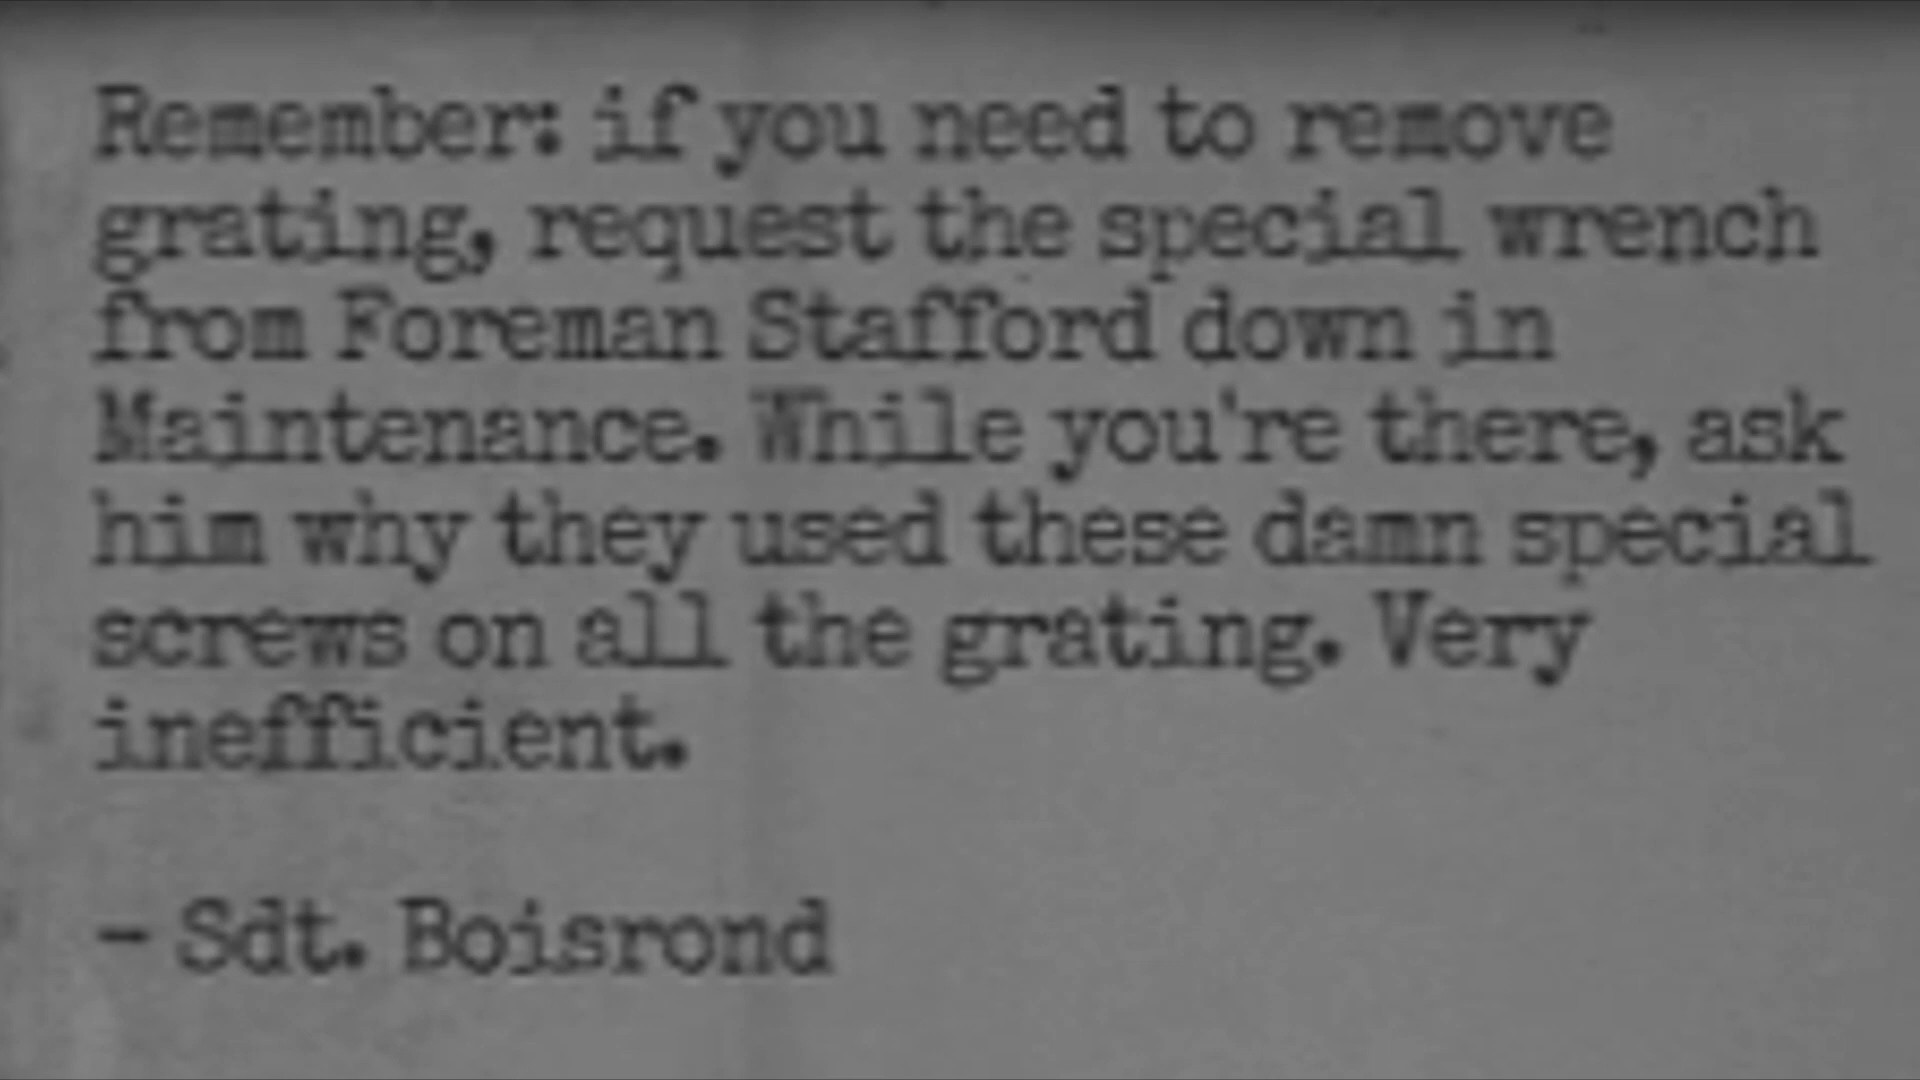 Remember: if you need to remove
grating, request the special wrench
from Foreman Stafford down in
Maintenance. While you're there, ask
him why they used these damn special
screws on all the grating. Very
inefficient.
- Sdt. Boisrond